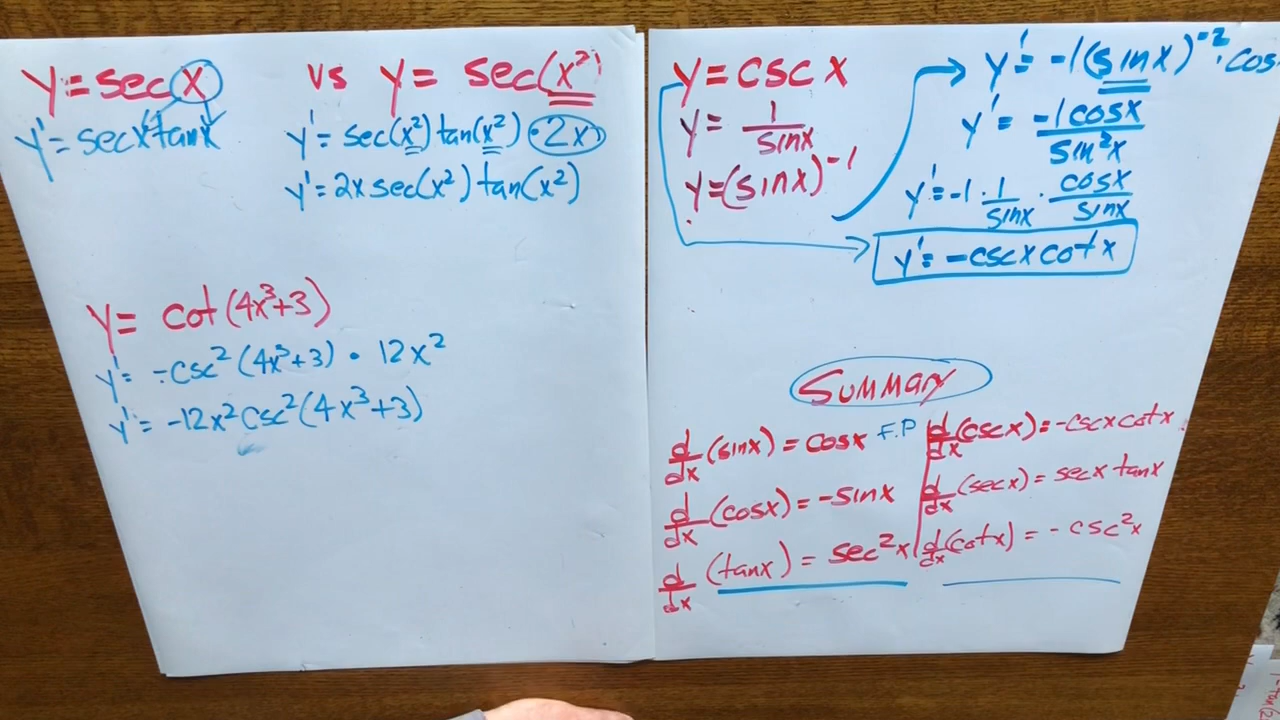 y = sec x vs y = sec(x²)
y' = secx tanx
y' = sec(x²) tan(x²) · 2x
y' = 2x sec(x²) tan(x²)
y = cot(4x³+3)
y' = -csc²(4x³+3) • 12x²
y' = -12x² csc²(4x³+3)
y = csc x
y = 1/sinx
y = (sinx)⁻¹
y' = -1(sinx)⁻² · cos
y' = -1cosx/sin²x
y' = -1 · 1/sinx · cosx/sinx
y' = -cscx cotx
Summary
d/dx (sinx) = cosx F.P
d/dx (cosx) = -sinx
d/dx (tanx) = sec²x
d/dx (cscx) = -cscx cotx
d/dx (secx) = secx tanx
d/dx (cotx) = -csc²x